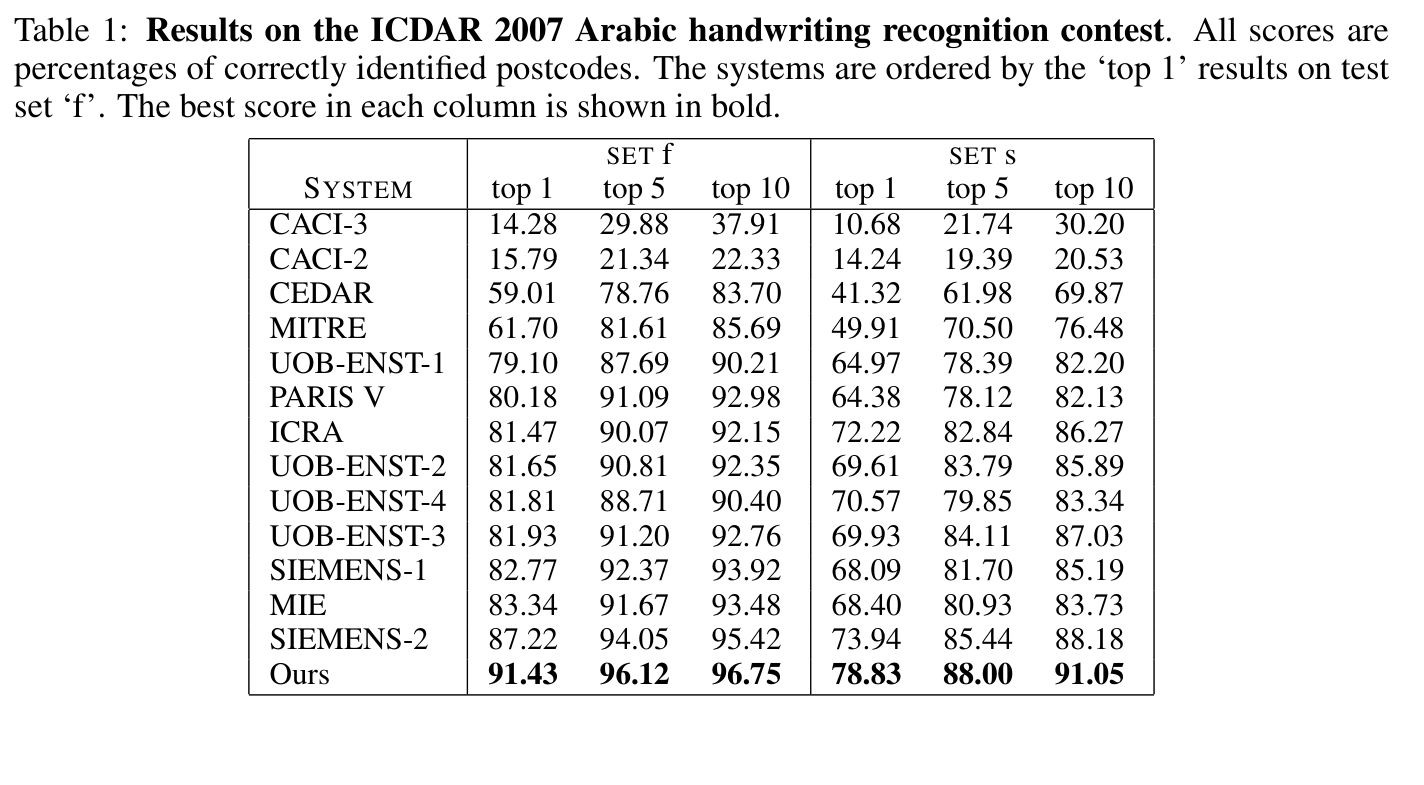 Table 1: Results on the ICDAR 2007 Arabic handwriting recognition contest. All scores are
percentages of correctly identified postcodes. The systems are ordered by the ‘top 1’ results on test
set ‘f’. The best score in each column is shown in bold.
SET f SET s
SYSTEM top 1 top 5 top 10 top 1 top 5 top 10
CACI-3 14.28 29.88 37.91 10.68 21.74 30.20
CACI-2 15.79 21.34 22.33 14.24 19.39 20.53
CEDAR 59.01 78.76 83.70 41.32 61.98 69.87
MITRE 61.70 81.61 85.69 49.91 70.50 76.48
UOB-ENST-1 79.10 87.69 90.21 64.97 78.39 82.20
PARIS V 80.18 91.09 92.98 64.38 78.12 82.13
ICRA 81.47 90.07 92.15 72.22 82.84 86.27
UOB-ENST-2 81.65 90.81 92.35 69.61 83.79 85.89
UOB-ENST-4 81.81 88.71 90.40 70.57 79.85 83.34
UOB-ENST-3 81.93 91.20 92.76 69.93 84.11 87.03
SIEMENS-1 82.77 92.37 93.92 68.09 81.70 85.19
MIE 83.34 91.67 93.48 68.40 80.93 83.73
SIEMENS-2 87.22 94.05 95.42 73.94 85.44 88.18
Ours 91.43 96.12 96.75 78.83 88.00 91.05